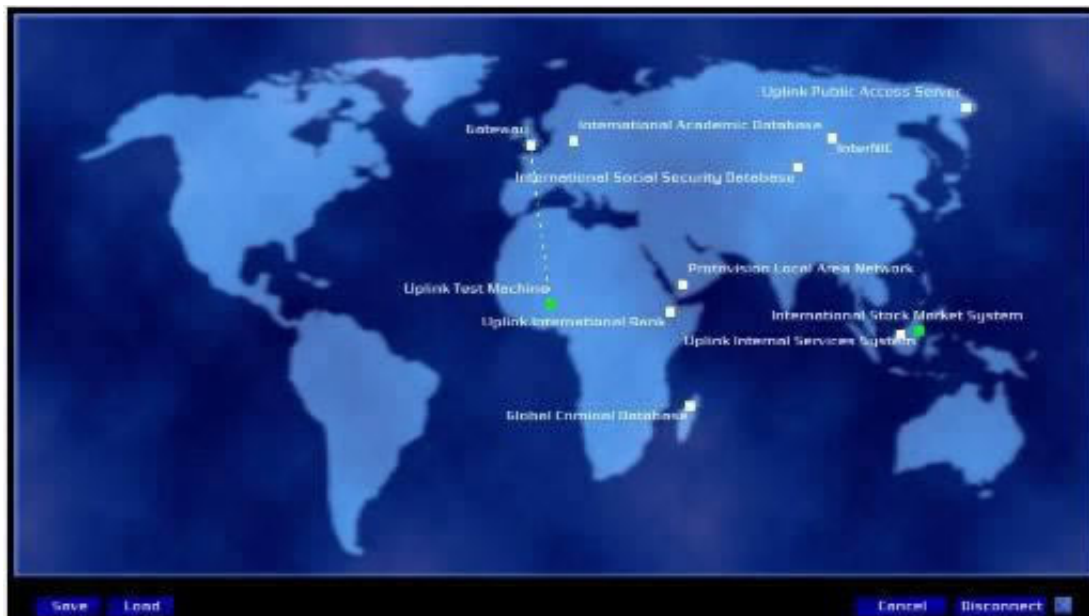 Uplink Public Access Server
Gateway
International Academic Database
InterNIC
International Social Security Database
Protovision Local Area Network
Uplink Test Machine
Uplink International Bank
International Stock Market System
Uplink Internal Services System
Global Criminal Database
Save
Load
Cancel
Disconnect